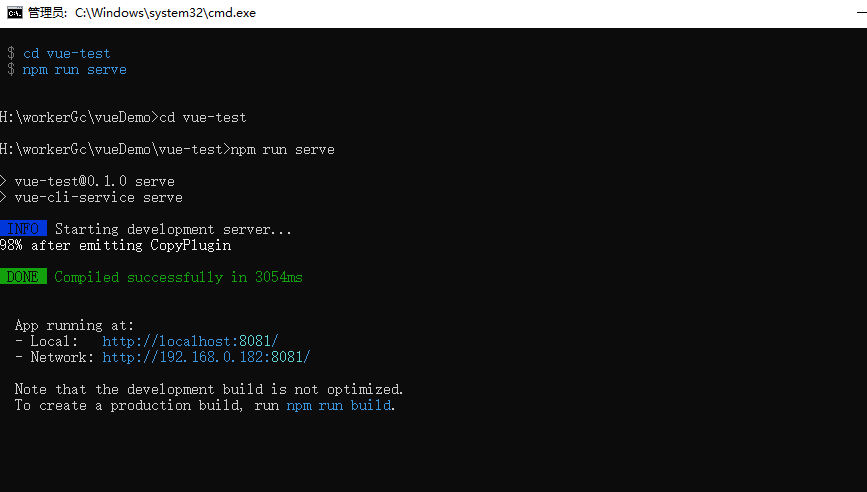 管理员: C:\Windows\system32\cmd.exe
$ cd vue-test
$ npm run serve
H:\workerGc\vueDemo>cd vue-test
H:\workerGc\vueDemo\vue-test>npm run serve
> vue-test@0.1.0 serve
> vue-cli-service serve
INFO Starting development server...
98% after emitting CopyPlugin
DONE Compiled successfully in 3054ms
App running at:
- Local: http://localhost:8081/
- Network: http://192.168.0.182:8081/
Note that the development build is not optimized.
To create a production build, run npm run build.